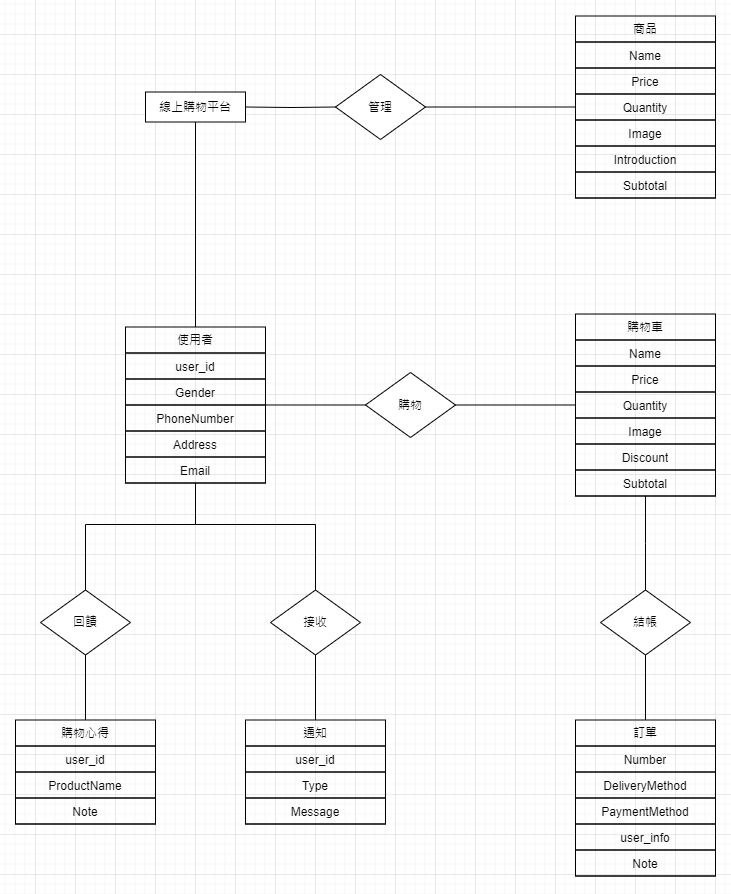 商品
Name
Price
Quantity
Image
Introduction
Subtotal
線上購物平台
管理
使用者
user_id
Gender
PhoneNumber
Address
Email
購物
購物車
Name
Price
Quantity
Image
Discount
Subtotal
回饋
接收
結帳
購物心得
user_id
ProductName
Note
通知
user_id
Type
Message
訂單
Number
DeliveryMethod
PaymentMethod
user_info
Note